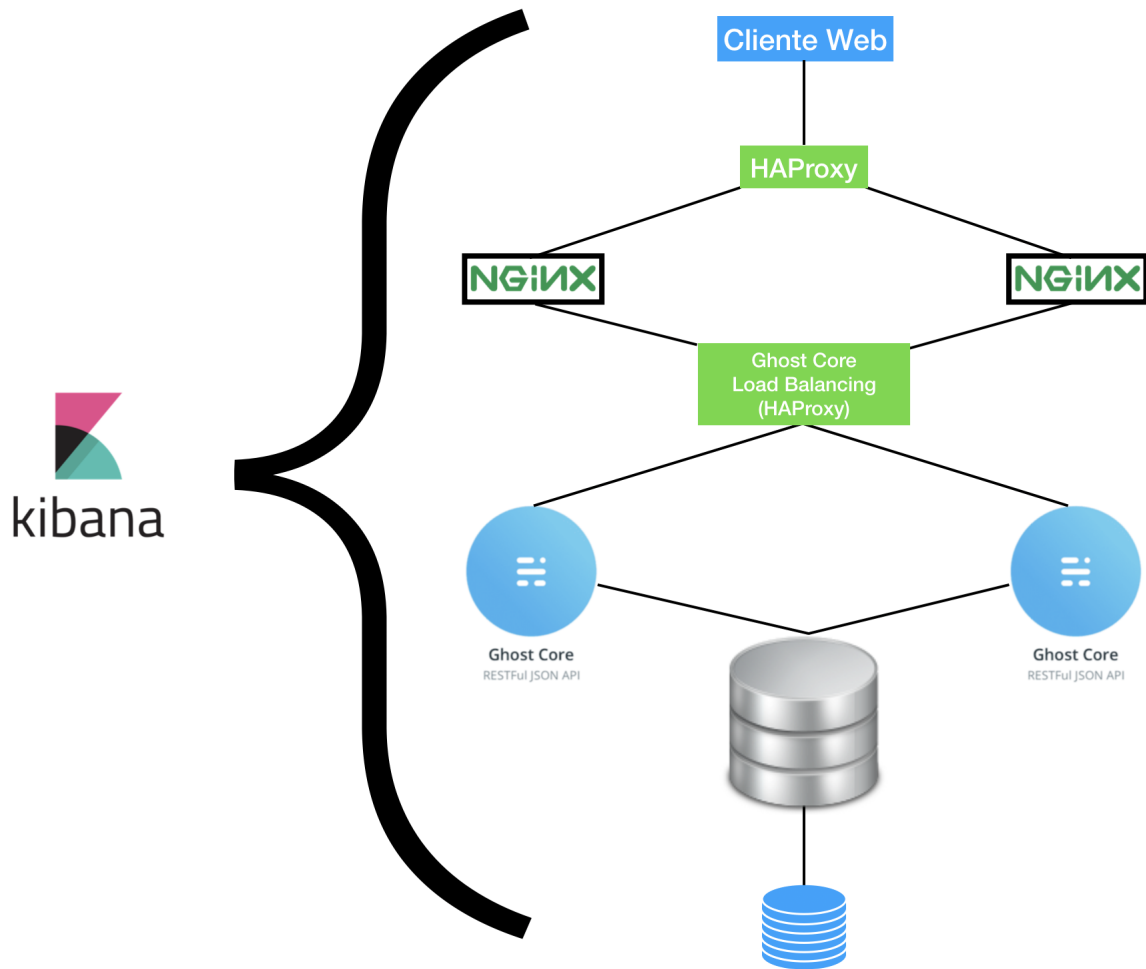 Cliente Web
HAProxy
NGINX
NGINX
Ghost Core
Load Balancing
(HAProxy)
kibana
Ghost Core
RESTFul JSON API
Ghost Core
RESTFul JSON API